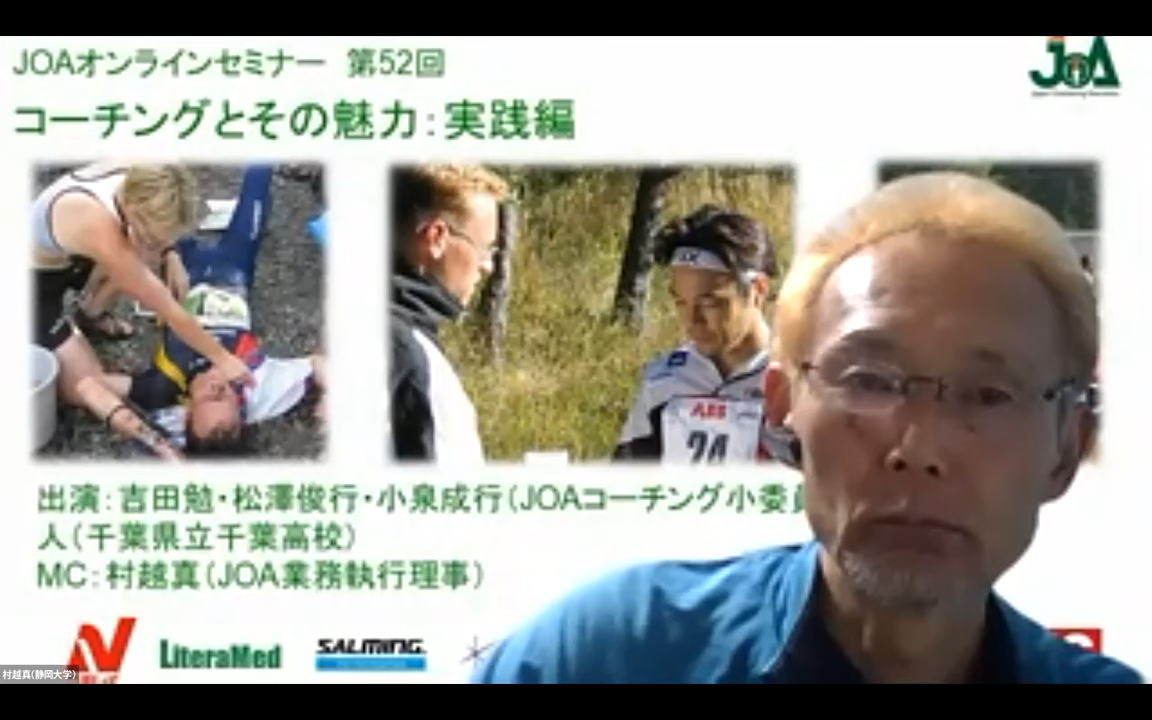 JOAオンラインセミナー 第52回
JOA
コーチングとその魅力：実践編
ABB
24
出演：吉田勉・松澤俊行・小泉成行（JOAコーチング小委員
人（千葉県立千葉高校）
MC：村越真（JOA業務執行理事）
LiteraMed
SALMING
村越真(静岡大学)